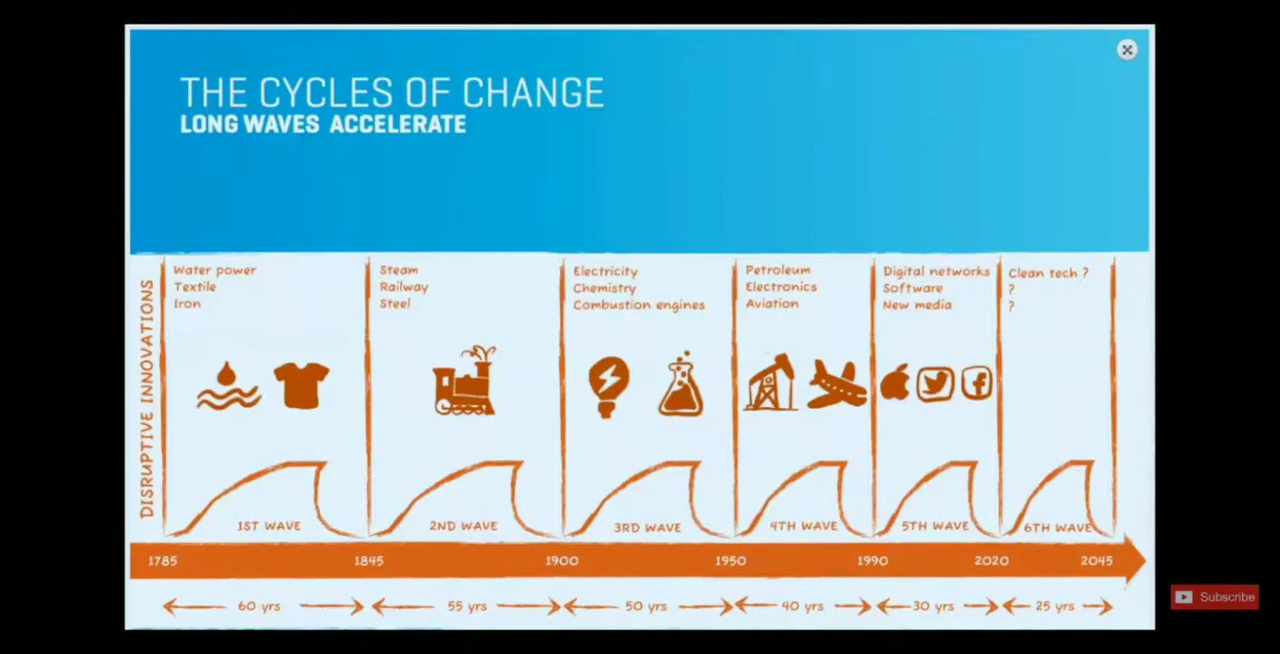 THE CYCLES OF CHANGE
LONG WAVES ACCELERATE
DISRUPTIVE INNOVATIONS
Water power
Textile
Iron
Steam
Railway
Steel
Electricity
Chemistry
Combustion engines
Petroleum
Electronics
Aviation
Digital networks
Software
New media
Clean tech ?
?
?
1ST WAVE
2ND WAVE
3RD WAVE
4TH WAVE
5TH WAVE
6TH WAVE
1785
1845
1900
1950
1990
2020
2045
60 yrs
55 yrs
50 yrs
40 yrs
30 yrs
25 yrs
Subscribe